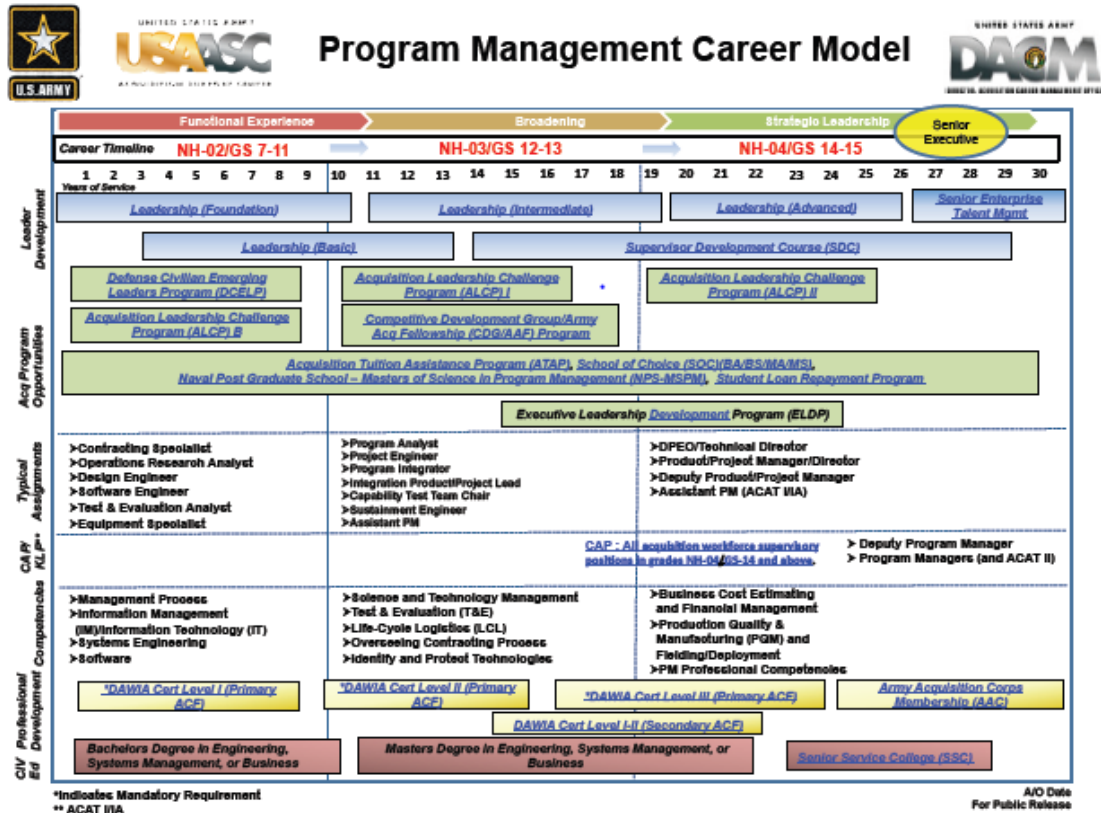 UNITED STATES ARMY
USAASC
ACQUISITION SUPPORT CENTER
U.S.ARMY
Program Management Career Model
UNITED STATES ARMY
DACM
Functional Experience
Broadening
Strategic Leadership
Senior
Executive
Career Timeline
NH-02/GS 7-11
NH-03/GS 12-13
NH-04/GS 14-15
1 2 3 4 5 6 7 8 9 10 11 12 13 14 15 16 17 18 19 20 21 22 23 24 25 26 27 28 29 30
Years of Service
Leader
Development
Leadership (Foundation)
Leadership (Intermediate)
Leadership (Advanced)
Senior Enterprise
Talent Mgmt
Leadership (Basic)
Supervisor Development Course (SDC)
Acq Program
Opportunities
Defense Civilian Emerging
Leaders Program (DCELP)
Acquisition Leadership Challenge
Program (ALCP) I
*
Acquisition Leadership Challenge
Program (ALCP) II
Acquisition Leadership Challenge
Program (ALCP) B
Competitive Development Group/Army
Acq Fellowship (CDG/AAF) Program
Acquisition Tuition Assistance Program (ATAP), School of Choice (SOC)(BA/BS/MA/MS),
Naval Post Graduate School – Masters of Science in Program Management (NPS-MSPM), Student Loan Repayment Program
Executive Leadership Development Program (ELDP)
Typical
Assignments
➢Contracting Specialist
➢Operations Research Analyst
➢Design Engineer
➢Software Engineer
➢Test & Evaluation Analyst
➢Equipment Specialist
➢Program Analyst
➢Project Engineer
➢Program Integrator
➢Integration Product/Project Lead
➢Capability Test Team Chair
➢Sustainment Engineer
➢Assistant PM
➢DPEO/Technical Director
➢Product/Project Manager/Director
➢Deputy Product/Project Manager
➢Assistant PM (ACAT I/IA)
CAP/
KLP**
CAP : All acquisition workforce supervisory
positions in grades NH-04/GS-14 and above.
➢ Deputy Program Manager
➢ Program Managers (and ACAT II)
Competencies
➢Management Process
➢Information Management
(IM)/Information Technology (IT)
➢Systems Engineering
➢Software
➢Science and Technology Management
➢Test & Evaluation (T&E)
➢Life-Cycle Logistics (LCL)
➢Overseeing Contracting Process
➢Identify and Protect Technologies
➢Business Cost Estimating
and Financial Management
➢Production Quality &
Manufacturing (PQM) and
Fielding/Deployment
➢PM Professional Competencies
Professional
Development
*DAWIA Cert Level I (Primary
ACF)
*DAWIA Cert Level II (Primary
ACF)
*DAWIA Cert Level III (Primary ACF)
Army Acquisition Corps
Membership (AAC)
DAWIA Cert Level I-II (Secondary ACF)
CIV
Ed
Bachelors Degree in Engineering,
Systems Management, or Business
Masters Degree in Engineering, Systems Management, or
Business
Senior Service College (SSC)
*Indicates Mandatory Requirement
** ACAT I/IA
A/O Date
For Public Release